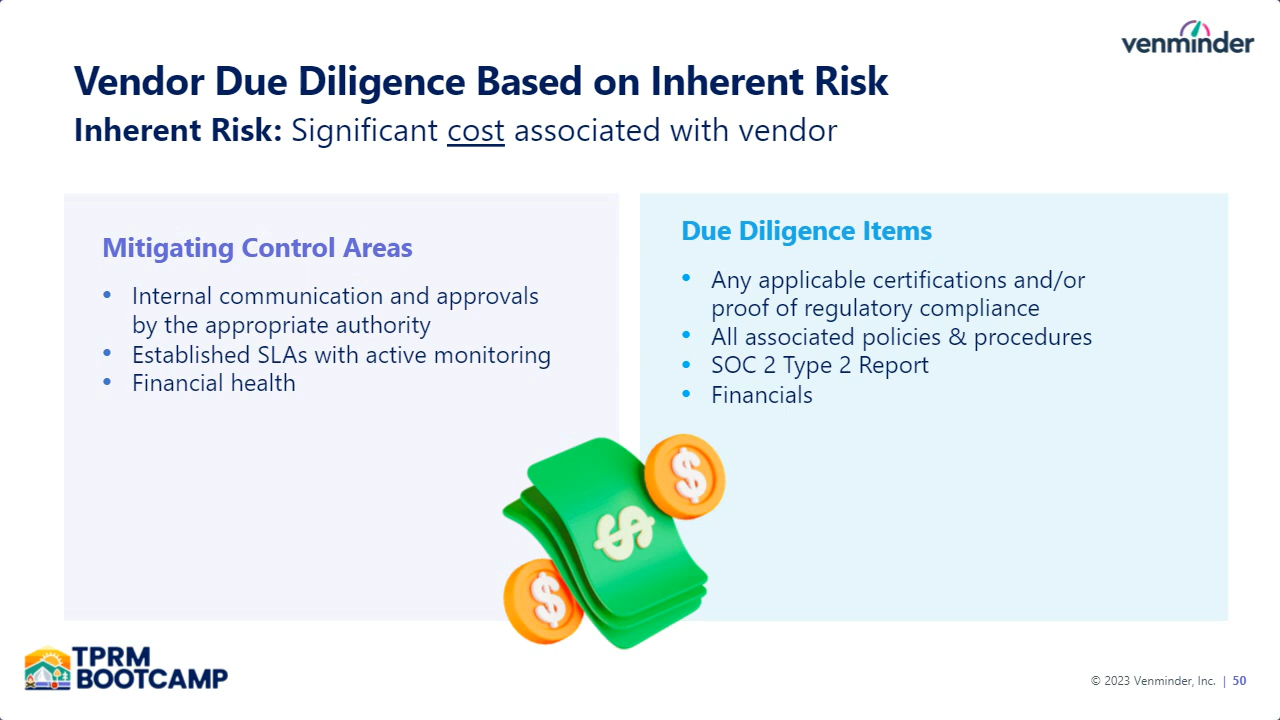 venminder
Vendor Due Diligence Based on Inherent Risk
Inherent Risk: Significant cost associated with vendor
Mitigating Control Areas
• Internal communication and approvals
by the appropriate authority
• Established SLAs with active monitoring
• Financial health
Due Diligence Items
• Any applicable certifications and/or
proof of regulatory compliance
• All associated policies & procedures
• SOC 2 Type 2 Report
• Financials
$
$
$
TPRM
BOOTCAMP
© 2023 Venminder, Inc. | 50